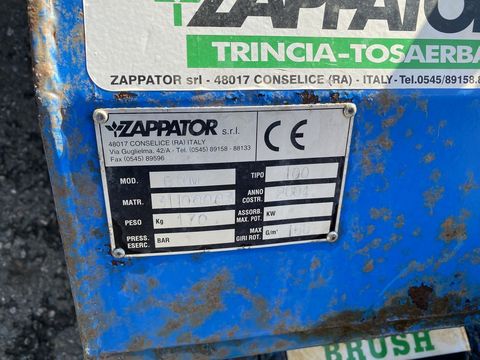 ZAPPATOR
TRINCIA-TOSAERBA
ZAPPATOR srl - 48017 CONSELICE (RA) - ITALY - Tel. 0545/89158.8
ZAPPATOR s.r.l.
48017 CONSELICE (RA) ITALY
Via Guglielma, 42/A - Tel. (0545) 89158 - 88133
Fax (0545) 89596
CE
MOD.
TIPO 100
MATR.
ANNO COSTR.
PESO Kg 170
ASSORB. MAX. POT. KW
PRESS. ESERC. BAR
MAX GIRI ROT. G/m'
BRUSH